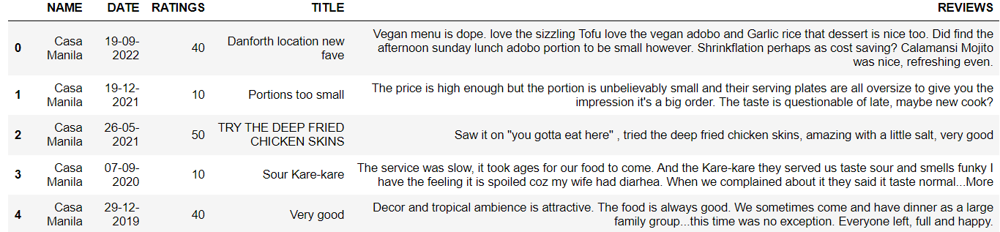 NAME DATE RATINGS TITLE REVIEWS
0 Casa Manila 19-09-2022 40 Danforth location new fave Vegan menu is dope. love the sizzling Tofu love the vegan adobo and Garlic rice that dessert is nice too. Did find the afternoon sunday lunch adobo portion to be small however. Shrinkflation perhaps as cost saving? Calamansi Mojito was nice, refreshing even.
1 Casa Manila 19-12-2021 10 Portions too small The price is high enough but the portion is unbelievably small and their serving plates are all oversize to give you the impression it's a big order. The taste is questionable of late, maybe new cook?
2 Casa Manila 26-05-2021 50 TRY THE DEEP FRIED CHICKEN SKINS Saw it on "you gotta eat here" , tried the deep fried chicken skins, amazing with a little salt, very good
3 Casa Manila 07-09-2020 10 Sour Kare-kare The service was slow, it took ages for our food to come. And the Kare-kare they served us taste sour and smells funky I have the feeling it is spoiled coz my wife had diarhea. When we complained about it they said it taste normal...More
4 Casa Manila 29-12-2019 40 Very good Decor and tropical ambience is attractive. The food is always good. We sometimes come and have dinner as a large family group...this time was no exception. Everyone left, full and happy.